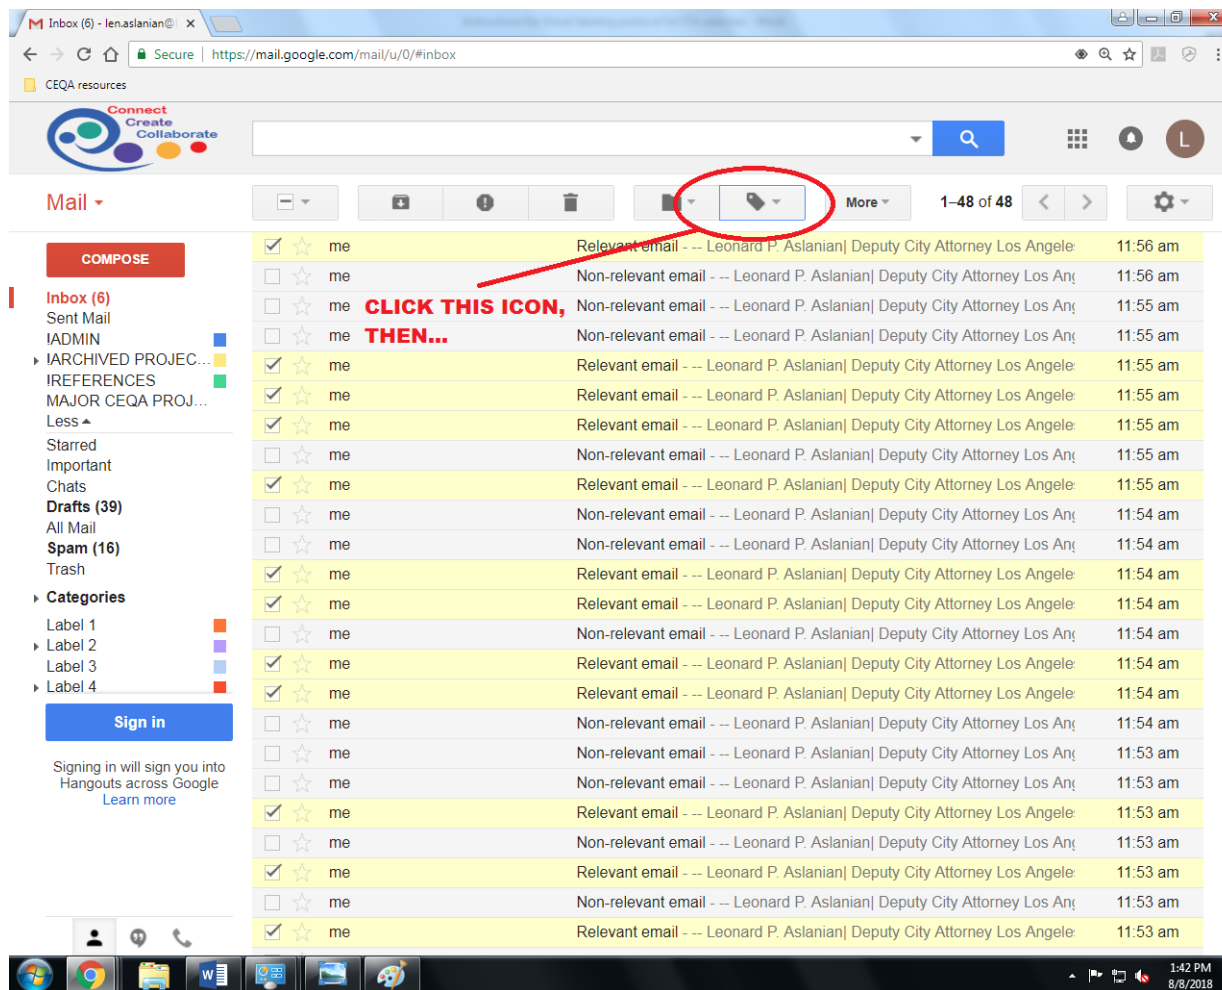 Inbox (6) - len.aslanian@
Secure | https://mail.google.com/mail/u/0/#inbox
CEQA resources
Connect
Create
Collaborate
L
Mail
More
1–48 of 48
COMPOSE
Inbox (6)
Sent Mail
!ADMIN
!ARCHIVED PROJEC...
!REFERENCES
MAJOR CEQA PROJ...
Less
Starred
Important
Chats
Drafts (39)
All Mail
Spam (16)
Trash
Categories
Label 1
Label 2
Label 3
Label 4
Sign in
Signing in will sign you into
Hangouts across Google
Learn more
CLICK THIS ICON,
THEN...
me Relevant email - -- Leonard P. Aslanian| Deputy City Attorney Los Angele 11:56 am
me Non-relevant email - -- Leonard P. Aslanian| Deputy City Attorney Los Ang 11:56 am
me Non-relevant email - -- Leonard P. Aslanian| Deputy City Attorney Los Ang 11:55 am
me Non-relevant email - -- Leonard P. Aslanian| Deputy City Attorney Los Ang 11:55 am
me Relevant email - -- Leonard P. Aslanian| Deputy City Attorney Los Angele 11:55 am
me Relevant email - -- Leonard P. Aslanian| Deputy City Attorney Los Angele 11:55 am
me Relevant email - -- Leonard P. Aslanian| Deputy City Attorney Los Angele 11:55 am
me Non-relevant email - -- Leonard P. Aslanian| Deputy City Attorney Los Ang 11:55 am
me Relevant email - -- Leonard P. Aslanian| Deputy City Attorney Los Angele 11:55 am
me Non-relevant email - -- Leonard P. Aslanian| Deputy City Attorney Los Ang 11:54 am
me Non-relevant email - -- Leonard P. Aslanian| Deputy City Attorney Los Ang 11:54 am
me Relevant email - -- Leonard P. Aslanian| Deputy City Attorney Los Angele 11:54 am
me Relevant email - -- Leonard P. Aslanian| Deputy City Attorney Los Angele 11:54 am
me Non-relevant email - -- Leonard P. Aslanian| Deputy City Attorney Los Ang 11:54 am
me Relevant email - -- Leonard P. Aslanian| Deputy City Attorney Los Angele 11:54 am
me Relevant email - -- Leonard P. Aslanian| Deputy City Attorney Los Angele 11:54 am
me Non-relevant email - -- Leonard P. Aslanian| Deputy City Attorney Los Ang 11:54 am
me Non-relevant email - -- Leonard P. Aslanian| Deputy City Attorney Los Ang 11:53 am
me Non-relevant email - -- Leonard P. Aslanian| Deputy City Attorney Los Ang 11:53 am
me Relevant email - -- Leonard P. Aslanian| Deputy City Attorney Los Angele 11:53 am
me Non-relevant email - -- Leonard P. Aslanian| Deputy City Attorney Los Ang 11:53 am
me Relevant email - -- Leonard P. Aslanian| Deputy City Attorney Los Angele 11:53 am
me Non-relevant email - -- Leonard P. Aslanian| Deputy City Attorney Los Ang 11:53 am
me Relevant email - -- Leonard P. Aslanian| Deputy City Attorney Los Angele 11:53 am
1:42 PM
8/8/2018